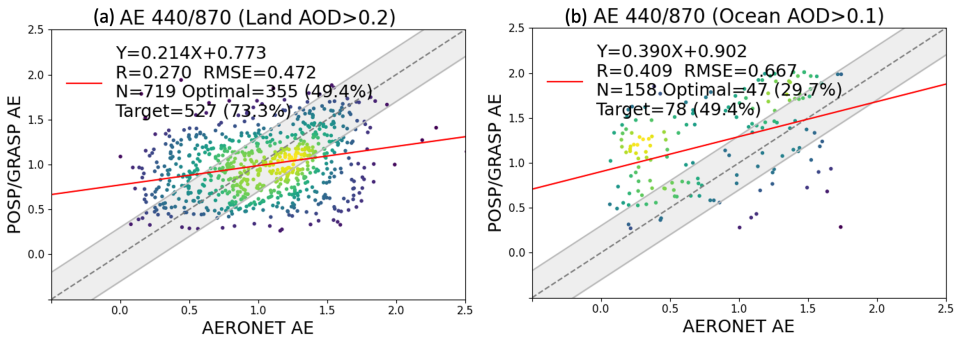 (a) AE 440/870 (Land AOD>0.2)
Y=0.214X+0.773
R=0.270 RMSE=0.472
N=719 Optimal=355 (49.4%)
Target=527 (73.3%)
POSP/GRASP AE
2.5
2.0
1.5
1.0
0.5
0.0
0.0 0.5 1.0 1.5 2.0 2.5
AERONET AE
(b) AE 440/870 (Ocean AOD>0.1)
Y=0.390X+0.902
R=0.409 RMSE=0.667
N=158 Optimal=47 (29.7%)
Target=78 (49.4%)
POSP/GRASP AE
2.5
2.0
1.5
1.0
0.5
0.0
0.0 0.5 1.0 1.5 2.0 2.5
AERONET AE